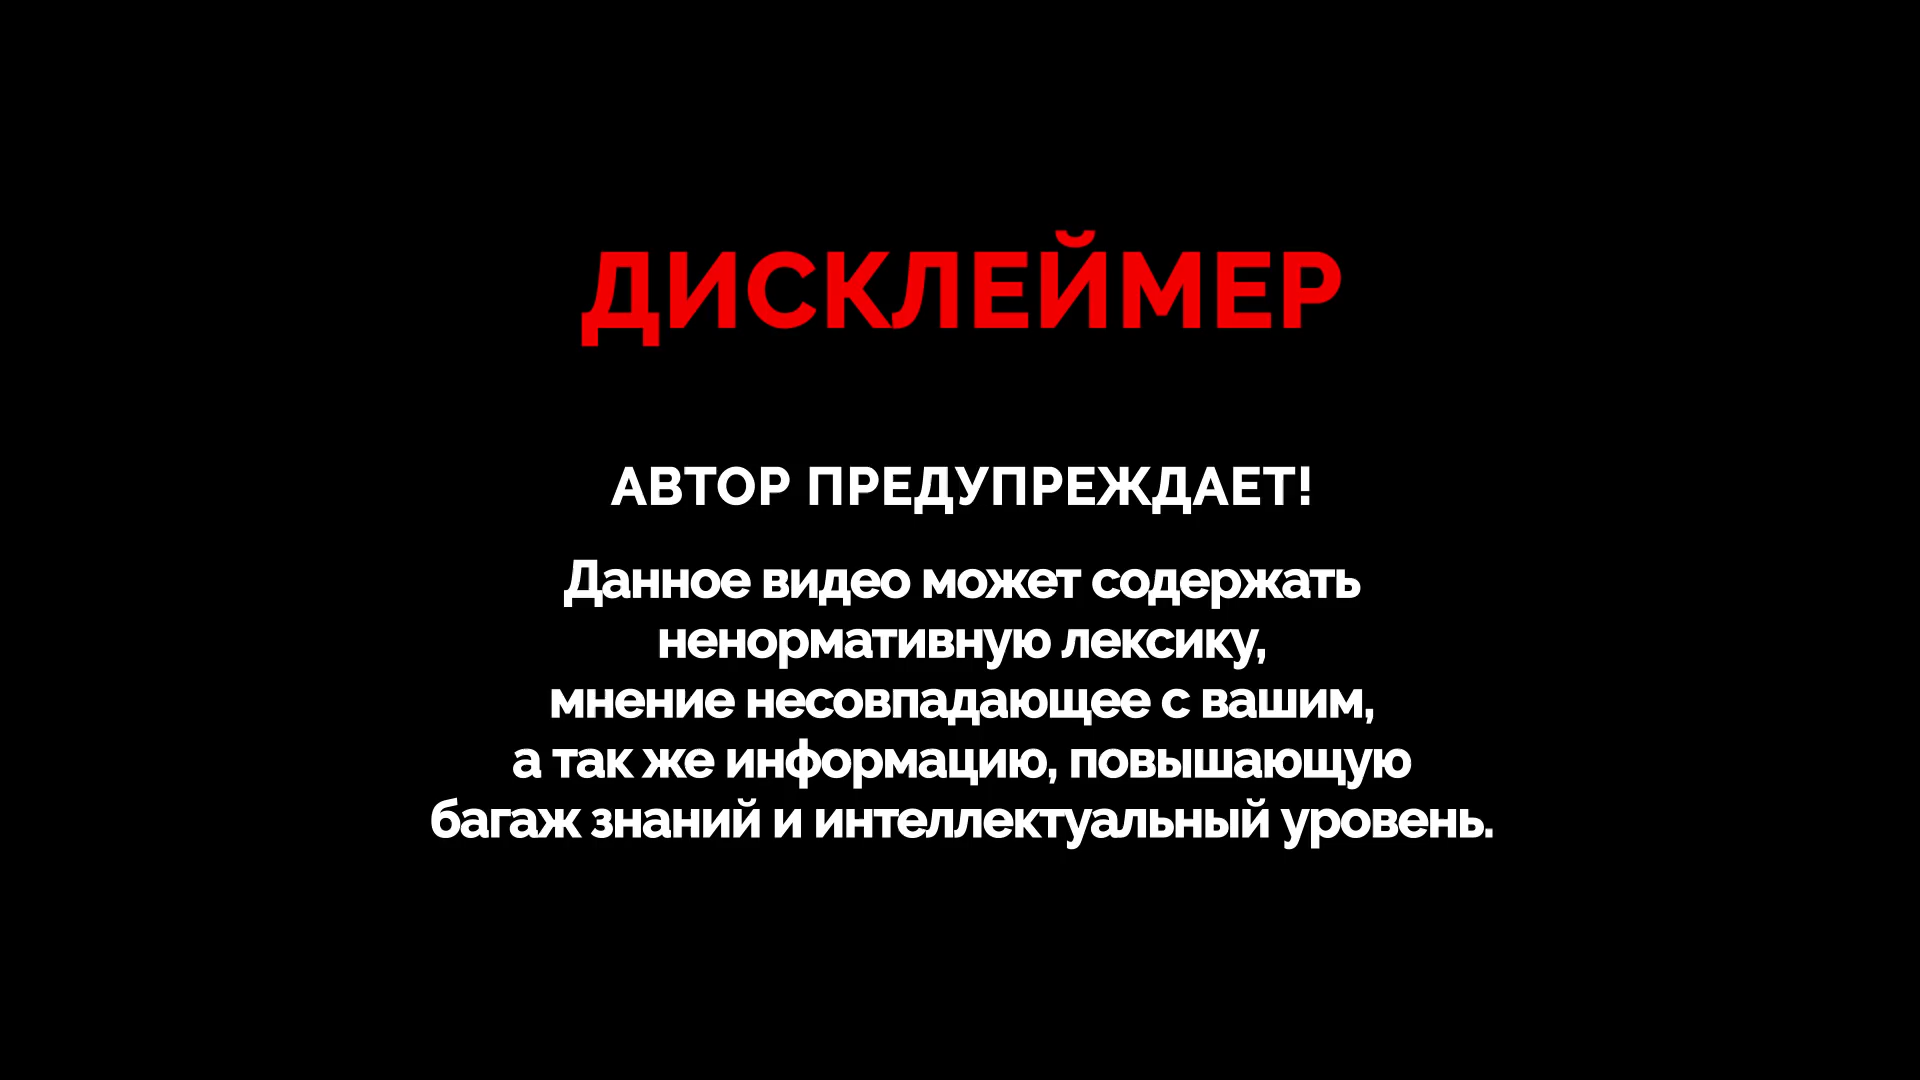 ДИСКЛЕЙМЕР
АВТОР ПРЕДУПРЕЖДАЕТ!
Данное видео может содержать
ненормативную лексику,
мнение несовпадающее с вашим,
а так же информацию, повышающую
багаж знаний и интеллектуальный уровень.